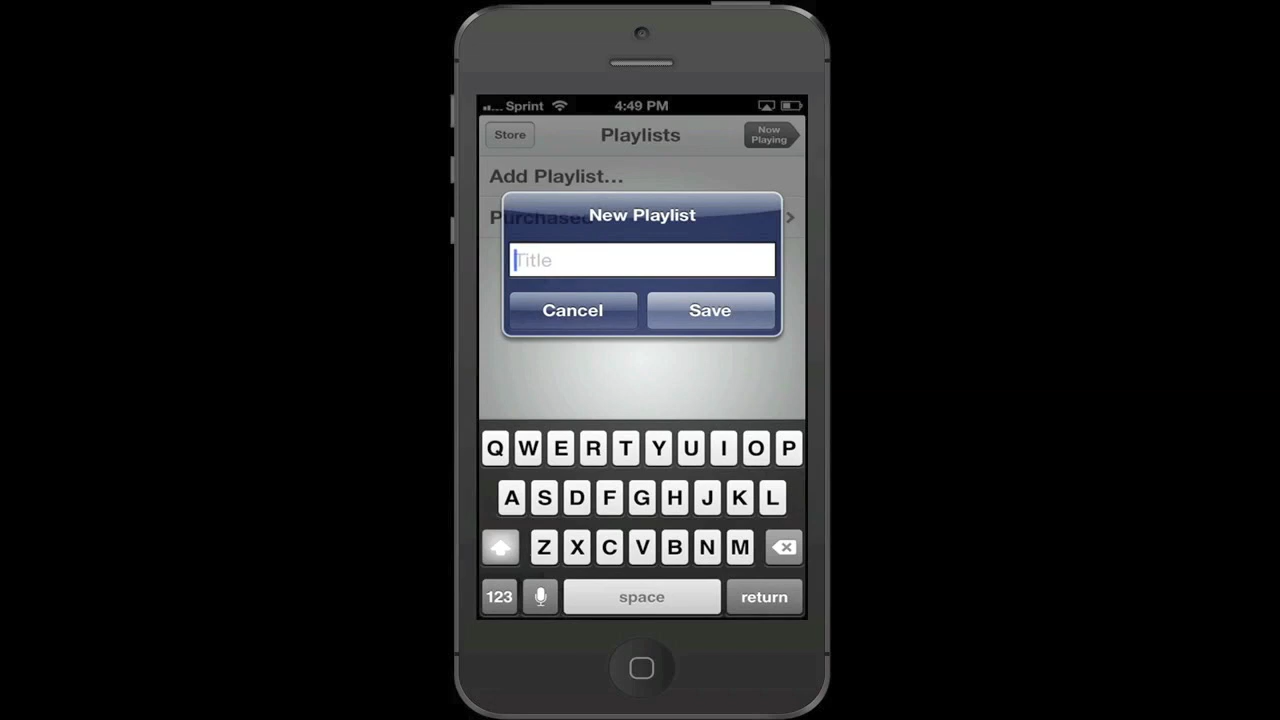 Sprint 4:49 PM
Store Playlists Now Playing
Add Playlist...
Purchased
New Playlist
Title
Cancel Save
Q W E R T Y U I O P
A S D F G H J K L
Z X C V B N M
123 space return